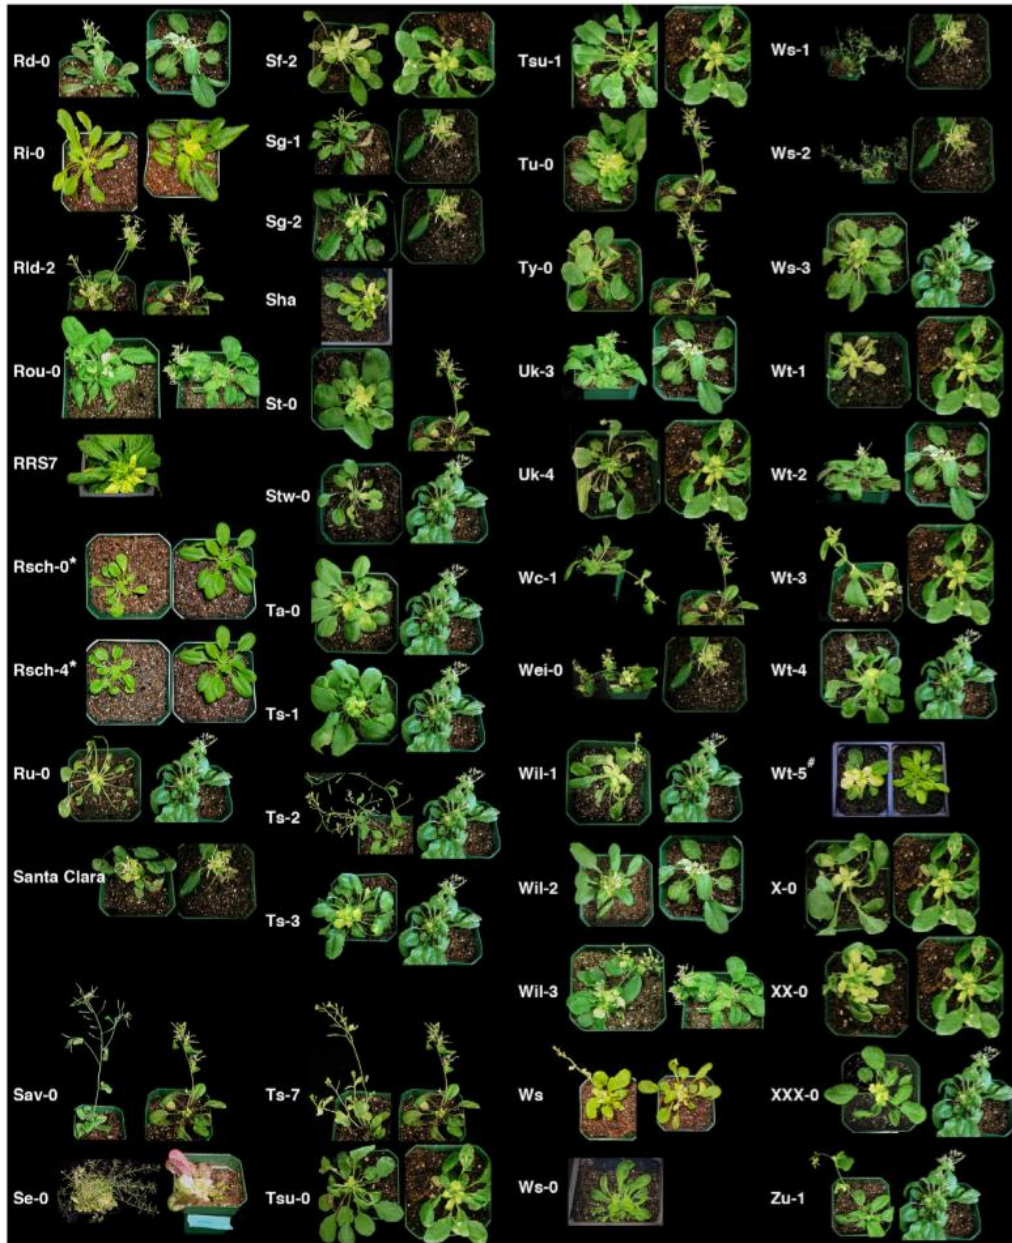 Rd-0
Ri-0
Rld-2
Rou-0
RRS7
Rsch-0*
Rsch-4*
Ru-0
Santa Clara
Sav-0
Se-0
Sf-2
Sg-1
Sg-2
Sha
St-0
Stw-0
Ta-0
Ts-1
Ts-2
Ts-3
Ts-7
Tsu-0
Tsu-1
Tu-0
Ty-0
Uk-3
Uk-4
Wc-1
Wei-0
Wil-1
Wil-2
Wil-3
Ws
Ws-0
Ws-1
Ws-2
Ws-3
Wt-1
Wt-2
Wt-3
Wt-4
Wt-5#
X-0
XX-0
XXX-0
Zu-1